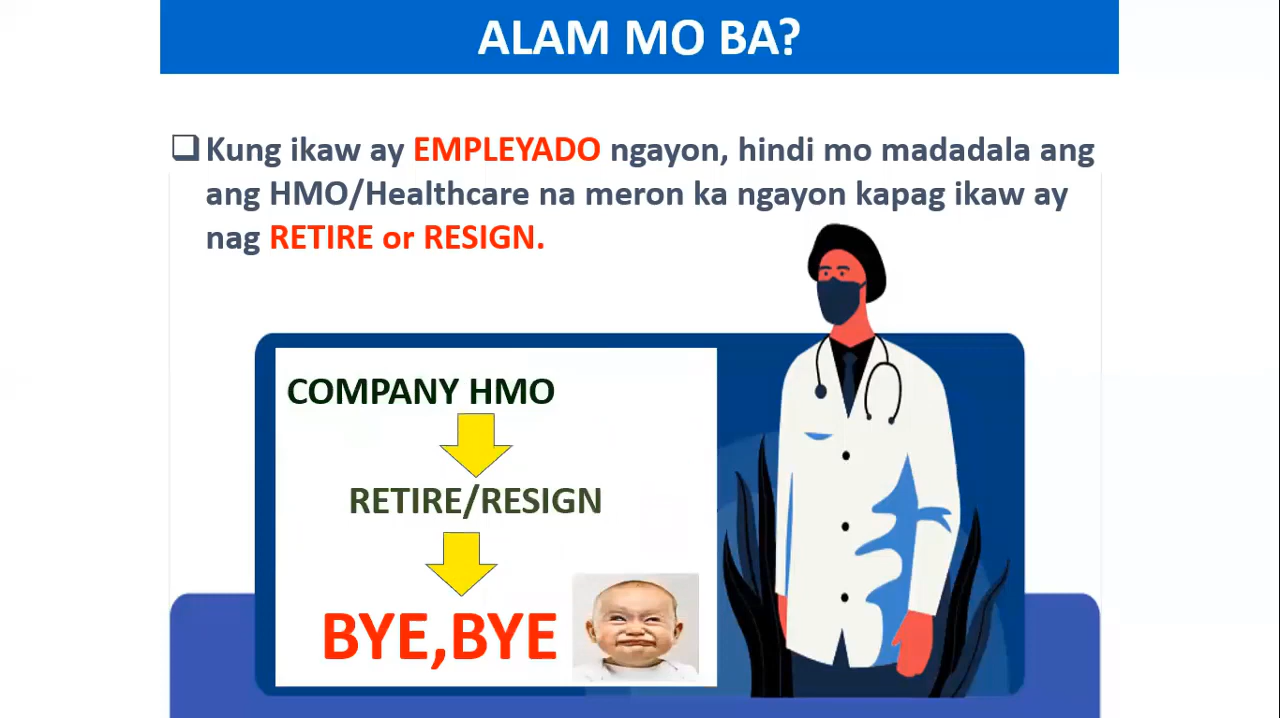 ALAM MO BA?
Kung ikaw ay EMPLEYADO ngayon, hindi mo madadala ang
ang HMO/Healthcare na meron ka ngayon kapag ikaw ay
nag RETIRE or RESIGN.
COMPANY HMO
RETIRE/RESIGN
BYE,BYE